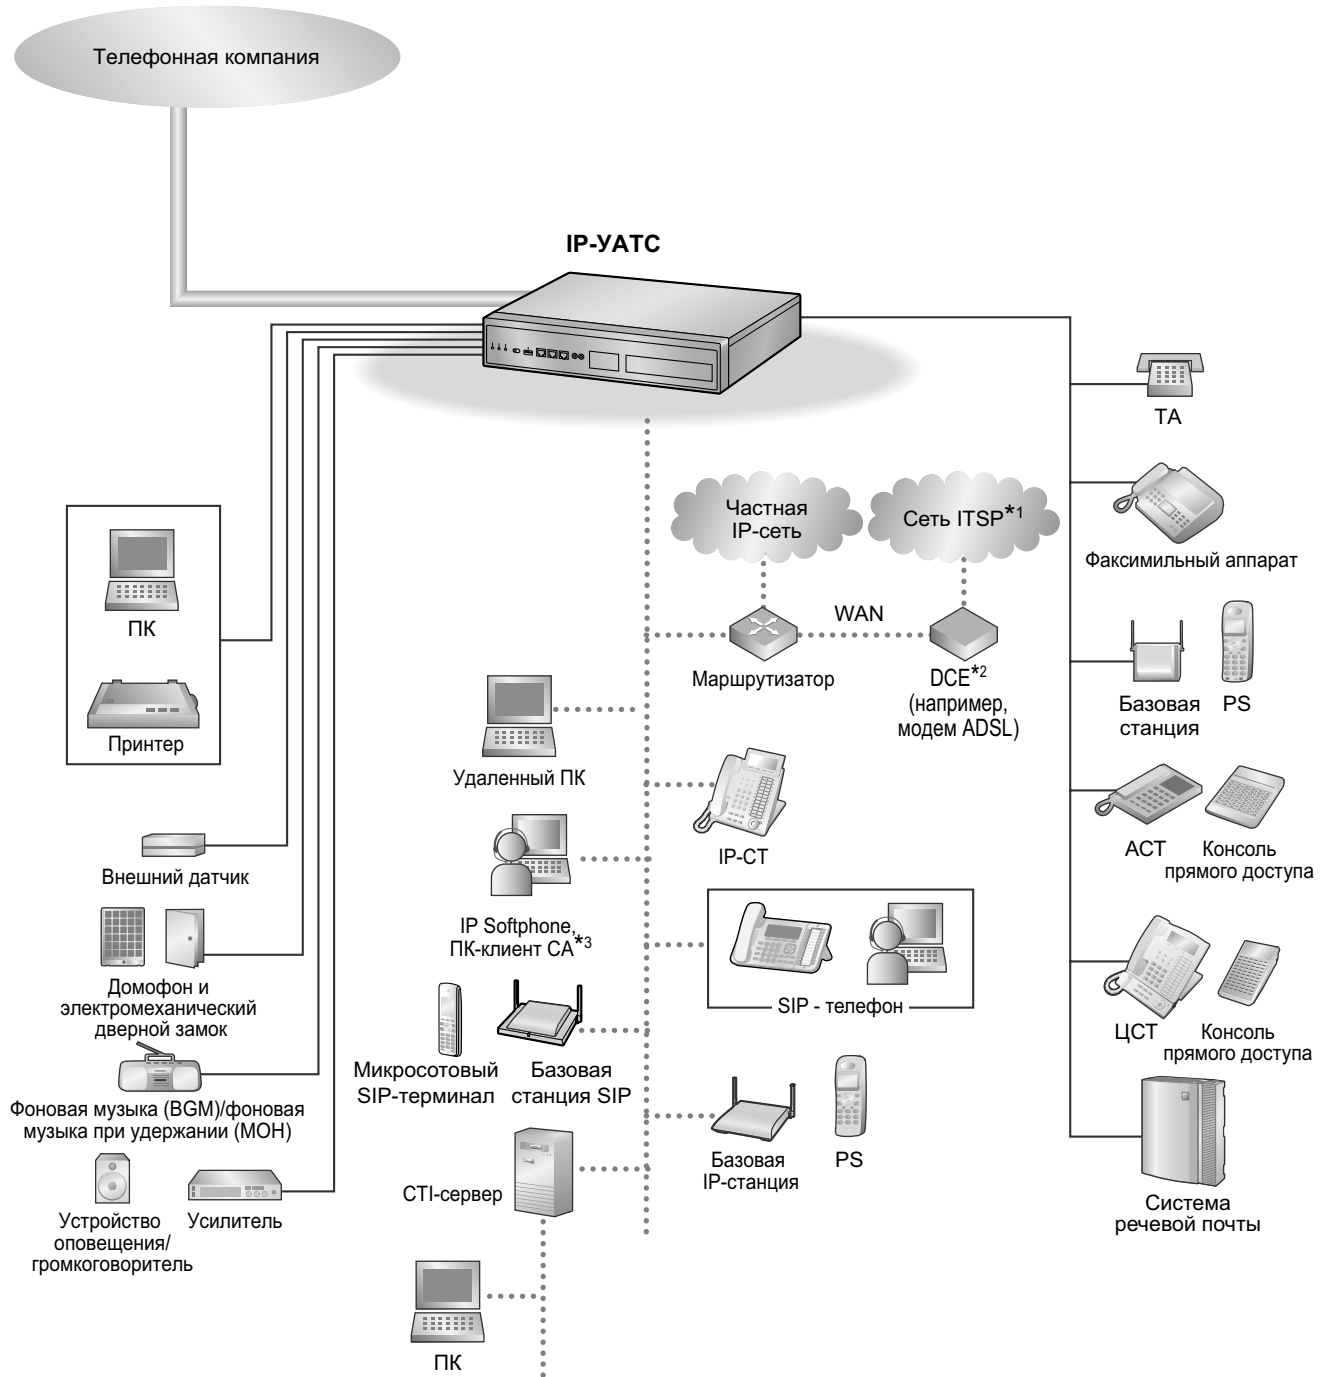 Телефонная компания
IP-УАТС
ТА
Факсимильный аппарат
Частная
IP-сеть
Сеть ITSP*1
WAN
Маршрутизатор
DCE*2
(например,
модем ADSL)
Базовая
станция
PS
ПК
Принтер
Удаленный ПК
IP-СТ
АСТ
Консоль
прямого доступа
Внешний датчик
IP Softphone,
ПК-клиент CA*3
SIP - телефон
Домофон и
электромеханический
дверной замок
ЦСТ
Консоль
прямого доступа
Микросотовый
SIP-терминал
Базовая
станция SIP
Фоновая музыка (BGM)/фоновая
музыка при удержании (MOH)
Базовая
IP-станция
PS
CTI-сервер
Система
речевой почты
Устройство
оповещения/
громкоговоритель
Усилитель
ПК